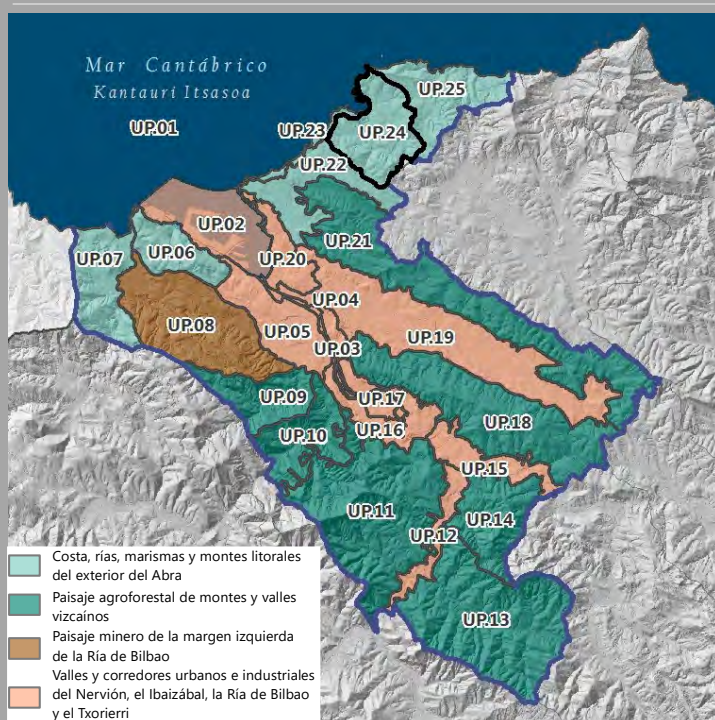 Mar Cantábrico
Kantauri Itsasoa
UP.01
UP.25
UP.23
UP.24
UP.22
UP.02
UP.21
UP.07
UP.06
UP.20
UP.04
UP.08
UP.05
UP.19
UP.03
UP.09
UP.17
UP.18
UP.10
UP.16
UP.15
UP.11
UP.14
UP.12
UP.13
Costa, rías, marismas y montes litorales
del exterior del Abra
Paisaje agroforestal de montes y valles
vizcaínos
Paisaje minero de la margen izquierda
de la Ría de Bilbao
Valles y corredores urbanos e industriales
del Nervión, el Ibaizábal, la Ría de Bilbao
y el Txorierri